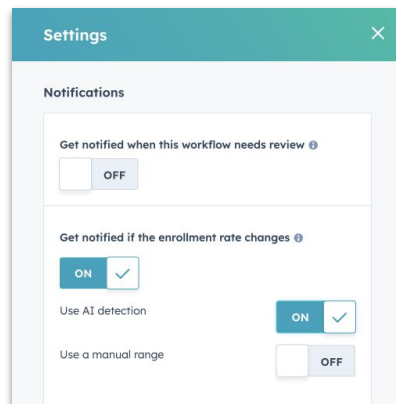 Settings
Notifications
Get notified when this workflow needs review
OFF
Get notified if the enrollment rate changes
ON
Use AI detection
ON
Use a manual range
OFF